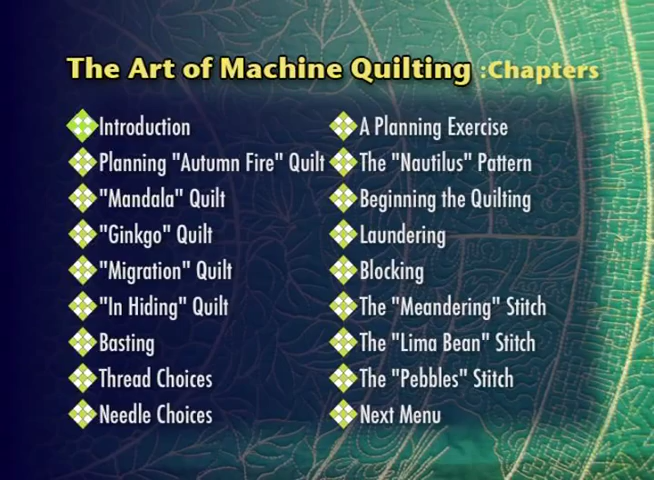 The Art of Machine Quilting :Chapters
Introduction
Planning "Autumn Fire" Quilt
"Mandala" Quilt
"Ginkgo" Quilt
"Migration" Quilt
"In Hiding" Quilt
Basting
Thread Choices
Needle Choices
A Planning Exercise
The "Nautilus" Pattern
Beginning the Quilting
Laundering
Blocking
The "Meandering" Stitch
The "Lima Bean" Stitch
The "Pebbles" Stitch
Next Menu